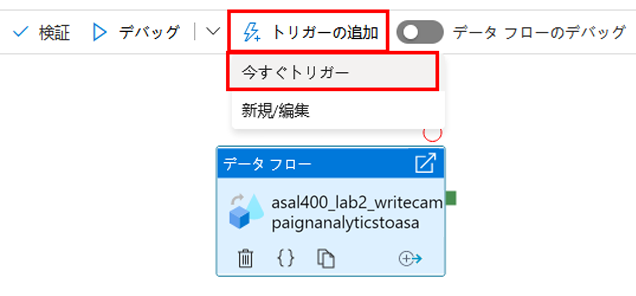 検証 デバッグ トリガーの追加 データ フローのデバッグ
今すぐトリガー
新規/編集
データ フロー
asal400_lab2_writecam
paignanalyticstoasa